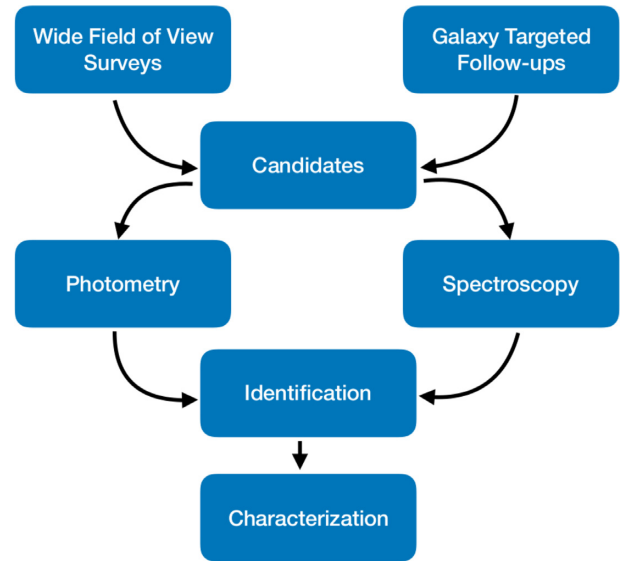 Wide Field of View
Surveys
Galaxy Targeted
Follow-ups
Candidates
Photometry
Spectroscopy
Identification
Characterization